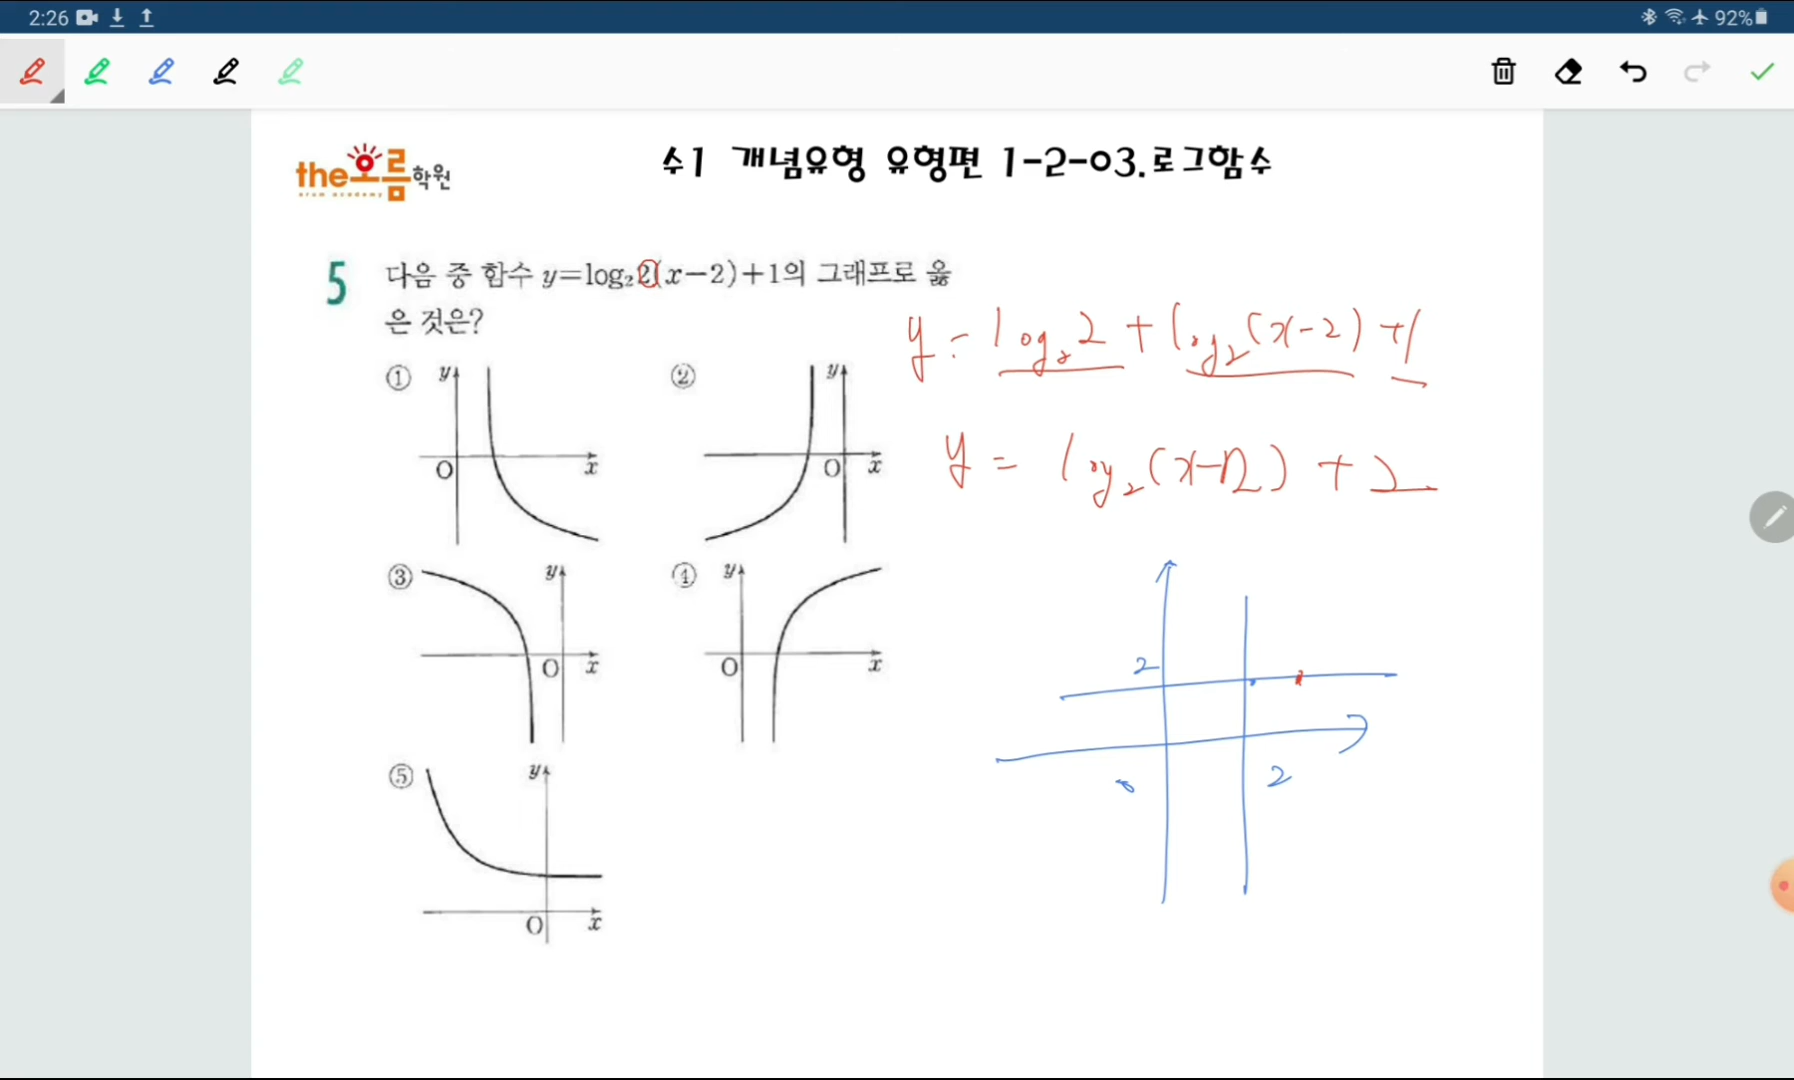 2:26
92%
the오름학원
orum academy
수1 개념유형 유형편 1-2-03.로그함수
5 다음 중 함수 y=log₂2(x-2)+1의 그래프로 옳
은 것은?
y = log₂2 + log₂(x-2) +1
y = log₂(x-2) + 2
① y O x
② y O x
③ y O x
④ y O x
⑤ y O x
2
0 2